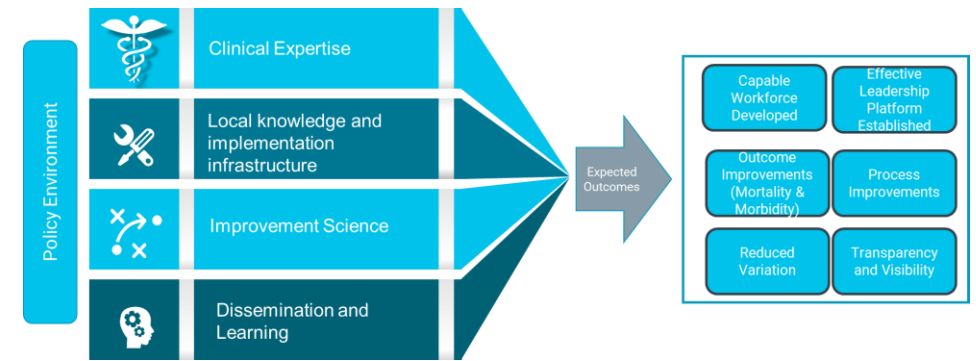 Policy Environment
Clinical Expertise
Local knowledge and
implementation
infrastructure
Improvement Science
Dissemination and
Learning
Expected
Outcomes
Capable
Workforce
Developed
Effective
Leadership
Platform
Established
Outcome
Improvements
(Mortality &
Morbidity)
Process
Improvements
Reduced
Variation
Transparency
and Visibility